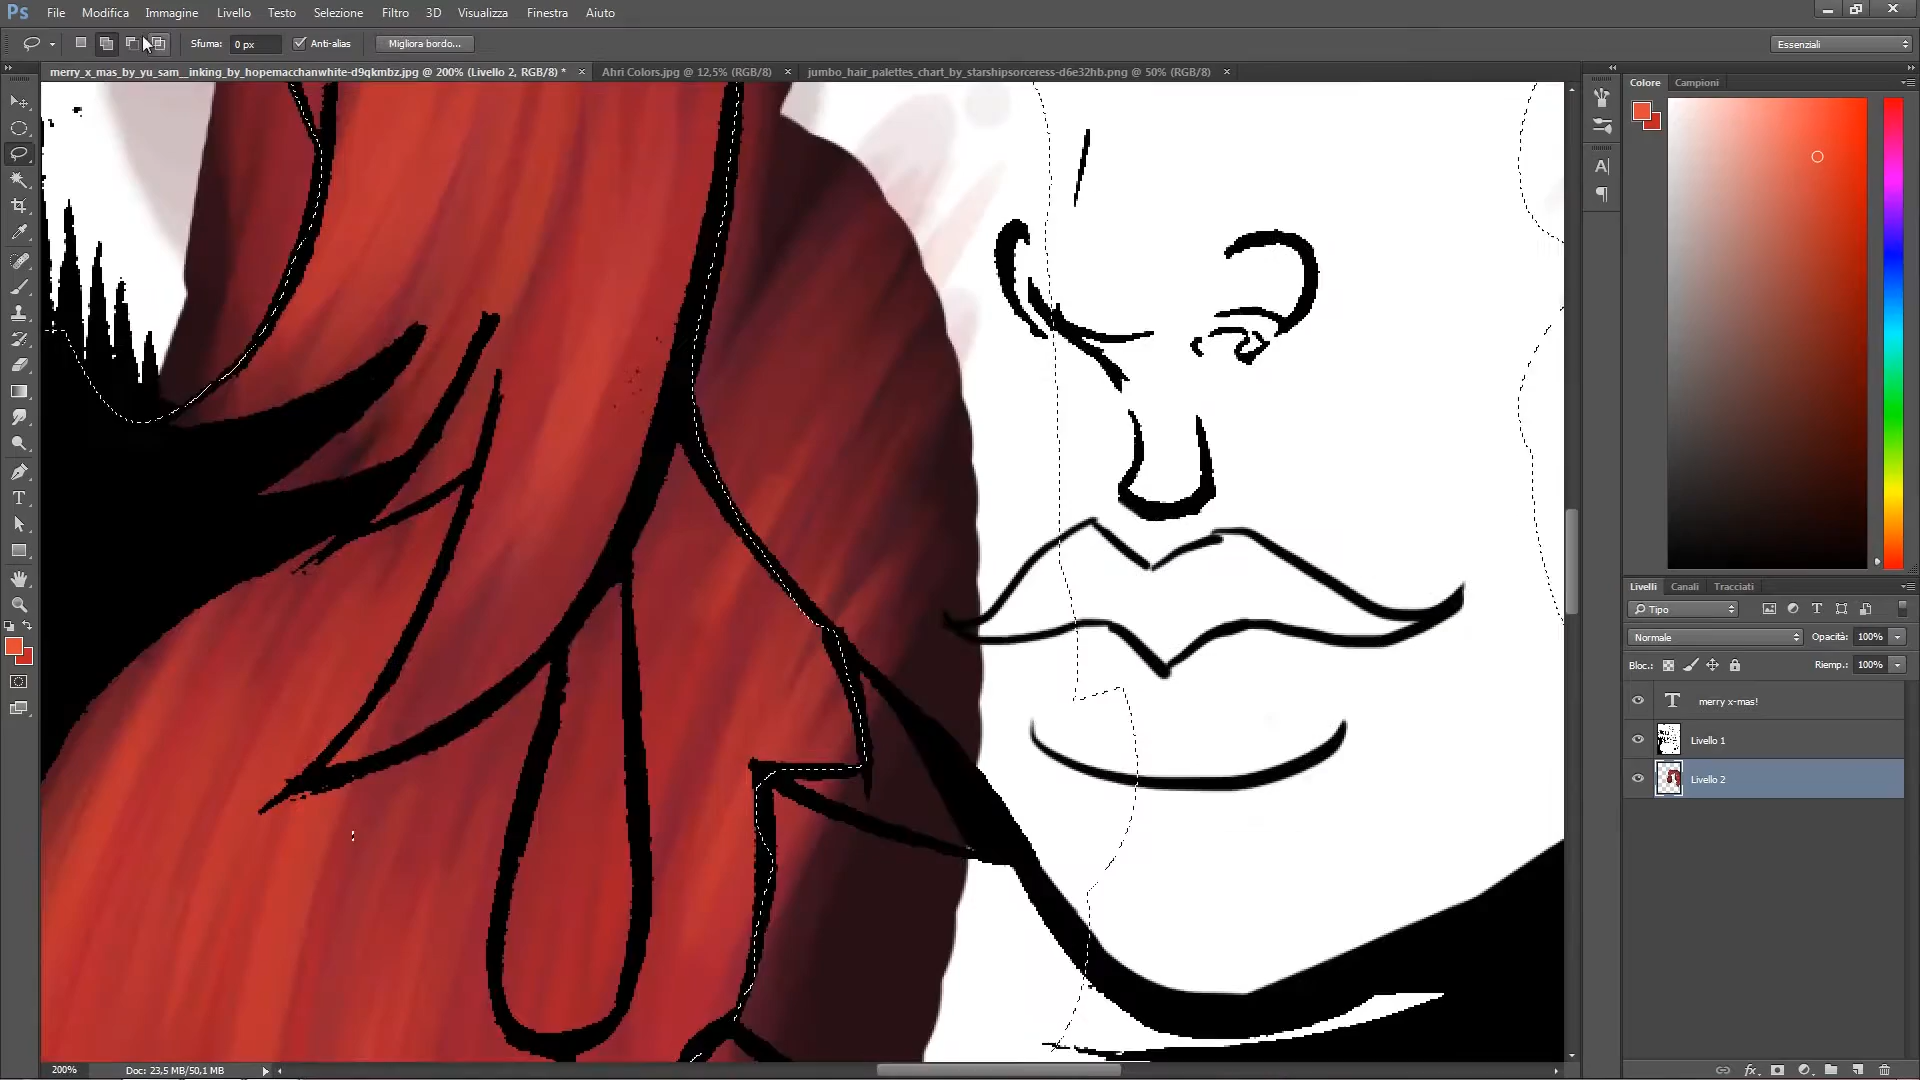 Ps File Modifica Immagine Livello Testo Selezione Filtro 3D Visualizza Finestra Aiuto
Sfuma: 0 px Anti-alias Migliora bordo... Essenziali
merry_x_mas_by_yu_sam__inking_by_hopemacchanwhite-d9qkmbz.jpg @ 200% (Livello 2, RGB/8) * Ahri Colors.jpg @ 12,5% (RGB/8) jumbo_hair_palettes_chart_by_starshipsorceress-d6e32hb.png @ 50% (RGB/8)
Colore Campioni
Livelli Canali Tracciati
Tipo
Normale Opacità: 100%
Bloc.: Riemp.: 100%
merry x-mas!
Livello 1
Livello 2
200% Doc: 23,5 MB/50,1 MB